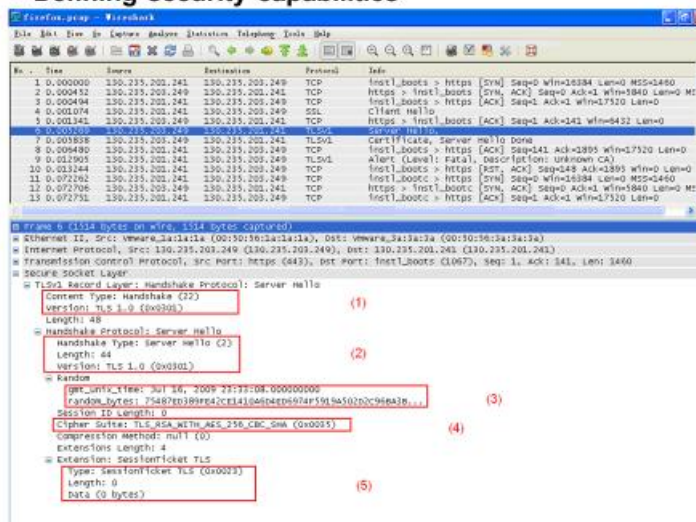 Defining security capabilities
firefox.pcap - Wireshark
File Edit View Go Capture Analyze Statistics Telephony Tools Help
No. . Time Source Destination Protocol Info
1 0.000000 130.235.201.241 130.235.203.249 TCP instl_boots > https [SYN] Seq=0 Win=16384 Len=0 MSS=1460
2 0.000452 130.235.203.249 130.235.201.241 TCP https > instl_boots [SYN, ACK] Seq=0 Ack=1 Win=5840 Len=0 MS
3 0.000494 130.235.201.241 130.235.203.249 TCP instl_boots > https [ACK] Seq=1 Ack=1 Win=17520 Len=0
4 0.001074 130.235.201.241 130.235.203.249 SSL Client Hello
5 0.001341 130.235.203.249 130.235.201.241 TCP https > instl_boots [ACK] Seq=1 Ack=141 Win=6432 Len=0
6 0.005269 130.235.203.249 130.235.201.241 TLSv1 Server Hello,
7 0.005838 130.235.203.249 130.235.201.241 TLSv1 Certificate, Server Hello Done
8 0.006480 130.235.201.241 130.235.203.249 TCP instl_boots > https [ACK] Seq=141 Ack=1895 Win=17520 Len=0
9 0.012905 130.235.201.241 130.235.203.249 TLSv1 Alert (Level: Fatal, Description: Unknown CA)
10 0.013244 130.235.201.241 130.235.203.249 TCP instl_boots > https [RST, ACK] Seq=148 Ack=1895 Win=0 Len=0
11 0.072262 130.235.201.241 130.235.203.249 TCP instl_bootc > https [SYN] Seq=0 Win=16384 Len=0 MSS=1460
12 0.072706 130.235.203.249 130.235.201.241 TCP https > instl_bootc [SYN, ACK] Seq=0 Ack=1 Win=5840 Len=0 MS
13 0.072751 130.235.201.241 130.235.203.249 TCP instl_bootc > https [ACK] Seq=1 Ack=1 Win=17520 Len=0
Frame 6 (1514 bytes on wire, 1514 bytes captured)
Ethernet II, Src: Vmware_1a:1a:1a (00:50:56:1a:1a:1a), Dst: Vmware_3a:3a:3a (00:50:56:3a:3a:3a)
Internet Protocol, Src: 130.235.203.249 (130.235.203.249), Dst: 130.235.201.241 (130.235.201.241)
Transmission Control Protocol, Src Port: https (443), Dst Port: instl_boots (1067), Seq: 1, Ack: 141, Len: 1460
Secure Socket Layer
TLSv1 Record Layer: Handshake Protocol: Server Hello
Content Type: Handshake (22)
Version: TLS 1.0 (0x0301)
(1)
Length: 48
Handshake Protocol: Server Hello
Handshake Type: Server Hello (2)
Length: 44
(2)
Version: TLS 1.0 (0x0301)
Random
gmt_unix_time: Jul 16, 2009 23:33:08.000000000
(3)
Session ID Length: 0
Cipher Suite: TLS_RSA_WITH_AES_256_CBC_SHA (0x0035)
(4)
Compression Method: null (0)
Extensions Length: 4
Extension: SessionTicket TLS
Type: SessionTicket TLS (0x0023)
Length: 0
(5)
Data (0 bytes)